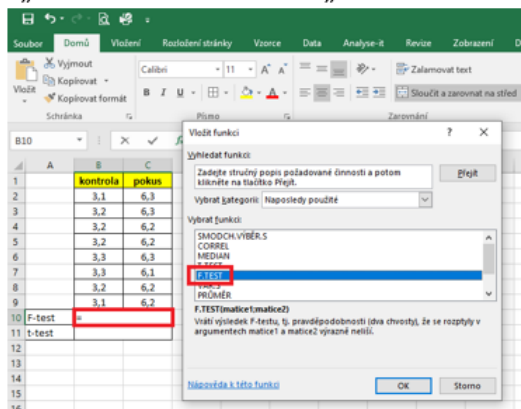 Soubor Domů Vložení Rozložení stránky Vzorce Data Analyse-it Revize Zobrazení
Vložit
Vyjmout
Kopírovat
Kopírovat formát
Schránka
Calibri 11 A A
B I U A
Písmo
Zalamovat text
Sloučit a zarovnat na střed
Zarovnání
B10
A B C
1 kontrola pokus
2 3,1 6,3
3 3,2 6,3
4 3,2 6,2
5 3,2 6,2
6 3,3 6,3
7 3,3 6,1
8 3,2 6,2
9 3,1 6,2
10 F-test =
11 t-test
12
13
14
15
Vložit funkci ? ×
Vyhledat funkci:
Zadejte stručný popis požadované činnosti a potom
klikněte na tlačítko Přejít.
Přejít
Vybrat kategorii: Naposledy použité
Vybrat funkci:
SMODCH.VÝBĚR.S
CORREL
MEDIAN
T.TEST
F.TEST
VAR.S
PRŮMĚR
F.TEST(matice1;matice2)
Vrátí výsledek F-testu, tj. pravděpodobnosti (dva chvosty), že se rozptyly v
argumentech matice1 a matice2 výrazně neliší.
Nápověda k této funkci
OK Storno